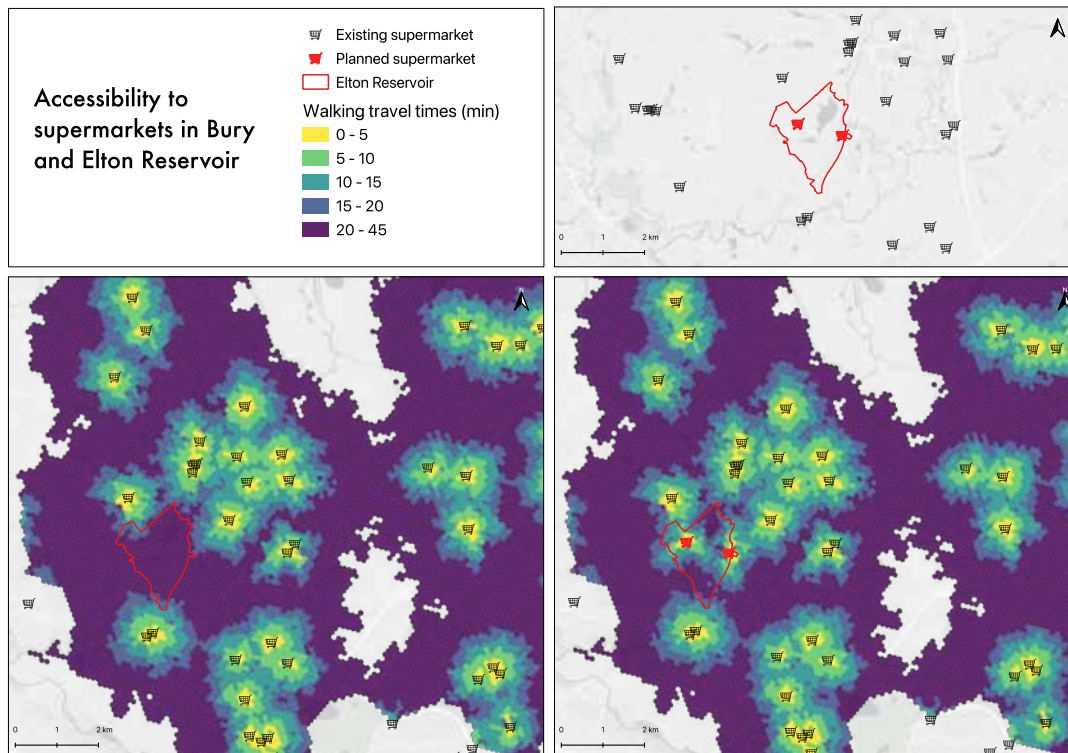 Accessibility to
supermarkets in Bury
and Elton Reservoir
Existing supermarket
Planned supermarket
Elton Reservoir
Walking travel times (min)
0 - 5
5 - 10
10 - 15
15 - 20
20 - 45
0 1 2 km
N
0 1 2 km
N
0 1 2 km